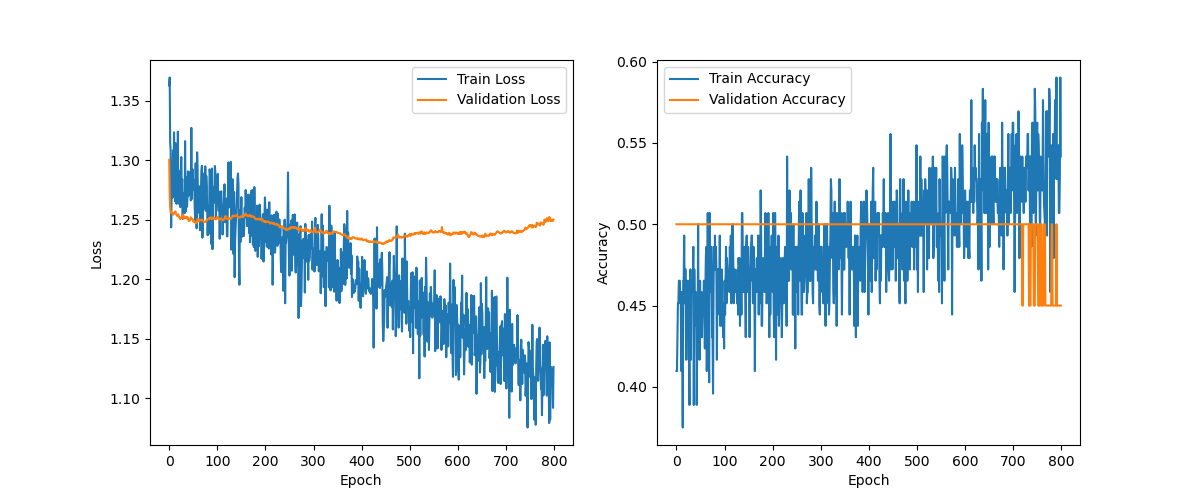 Train Loss
Validation Loss
1.35
1.30
1.25
1.20
1.15
1.10
Loss
0 100 200 300 400 500 600 700 800
Epoch
Train Accuracy
Validation Accuracy
0.60
0.55
0.50
0.45
0.40
Accuracy
0 100 200 300 400 500 600 700 800
Epoch